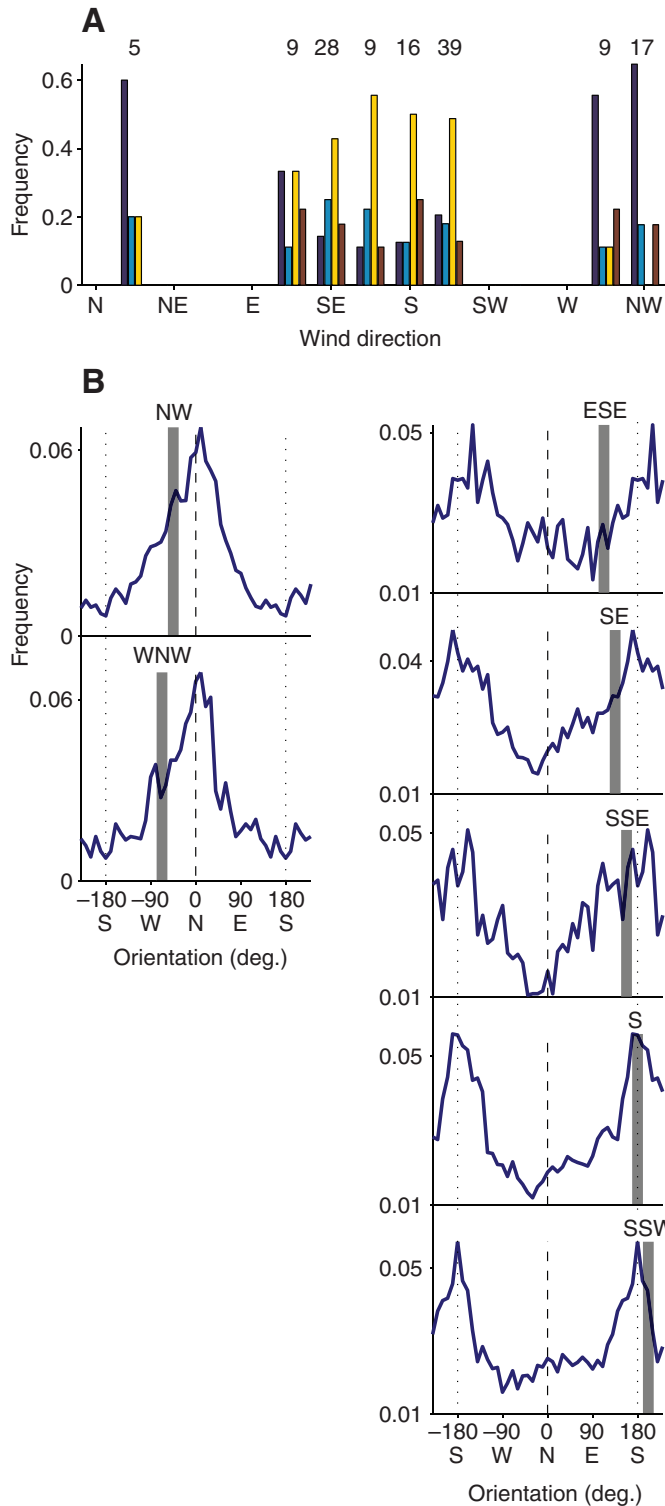 A
5 9 28 9 16 39 9 17
0.6
0.4
0.2
0
Frequency
N NE E SE S SW W NW
Wind direction
B
NW
0.06
0
Frequency
WNW
0.06
0
−180 −90 0 90 180
S W N E S
Orientation (deg.)
ESE
0.05
0.01
SE
0.04
0.01
SSE
0.05
0.01
S
0.05
0.01
SSW
0.05
0.01
−180 −90 0 90 180
S W N E S
Orientation (deg.)